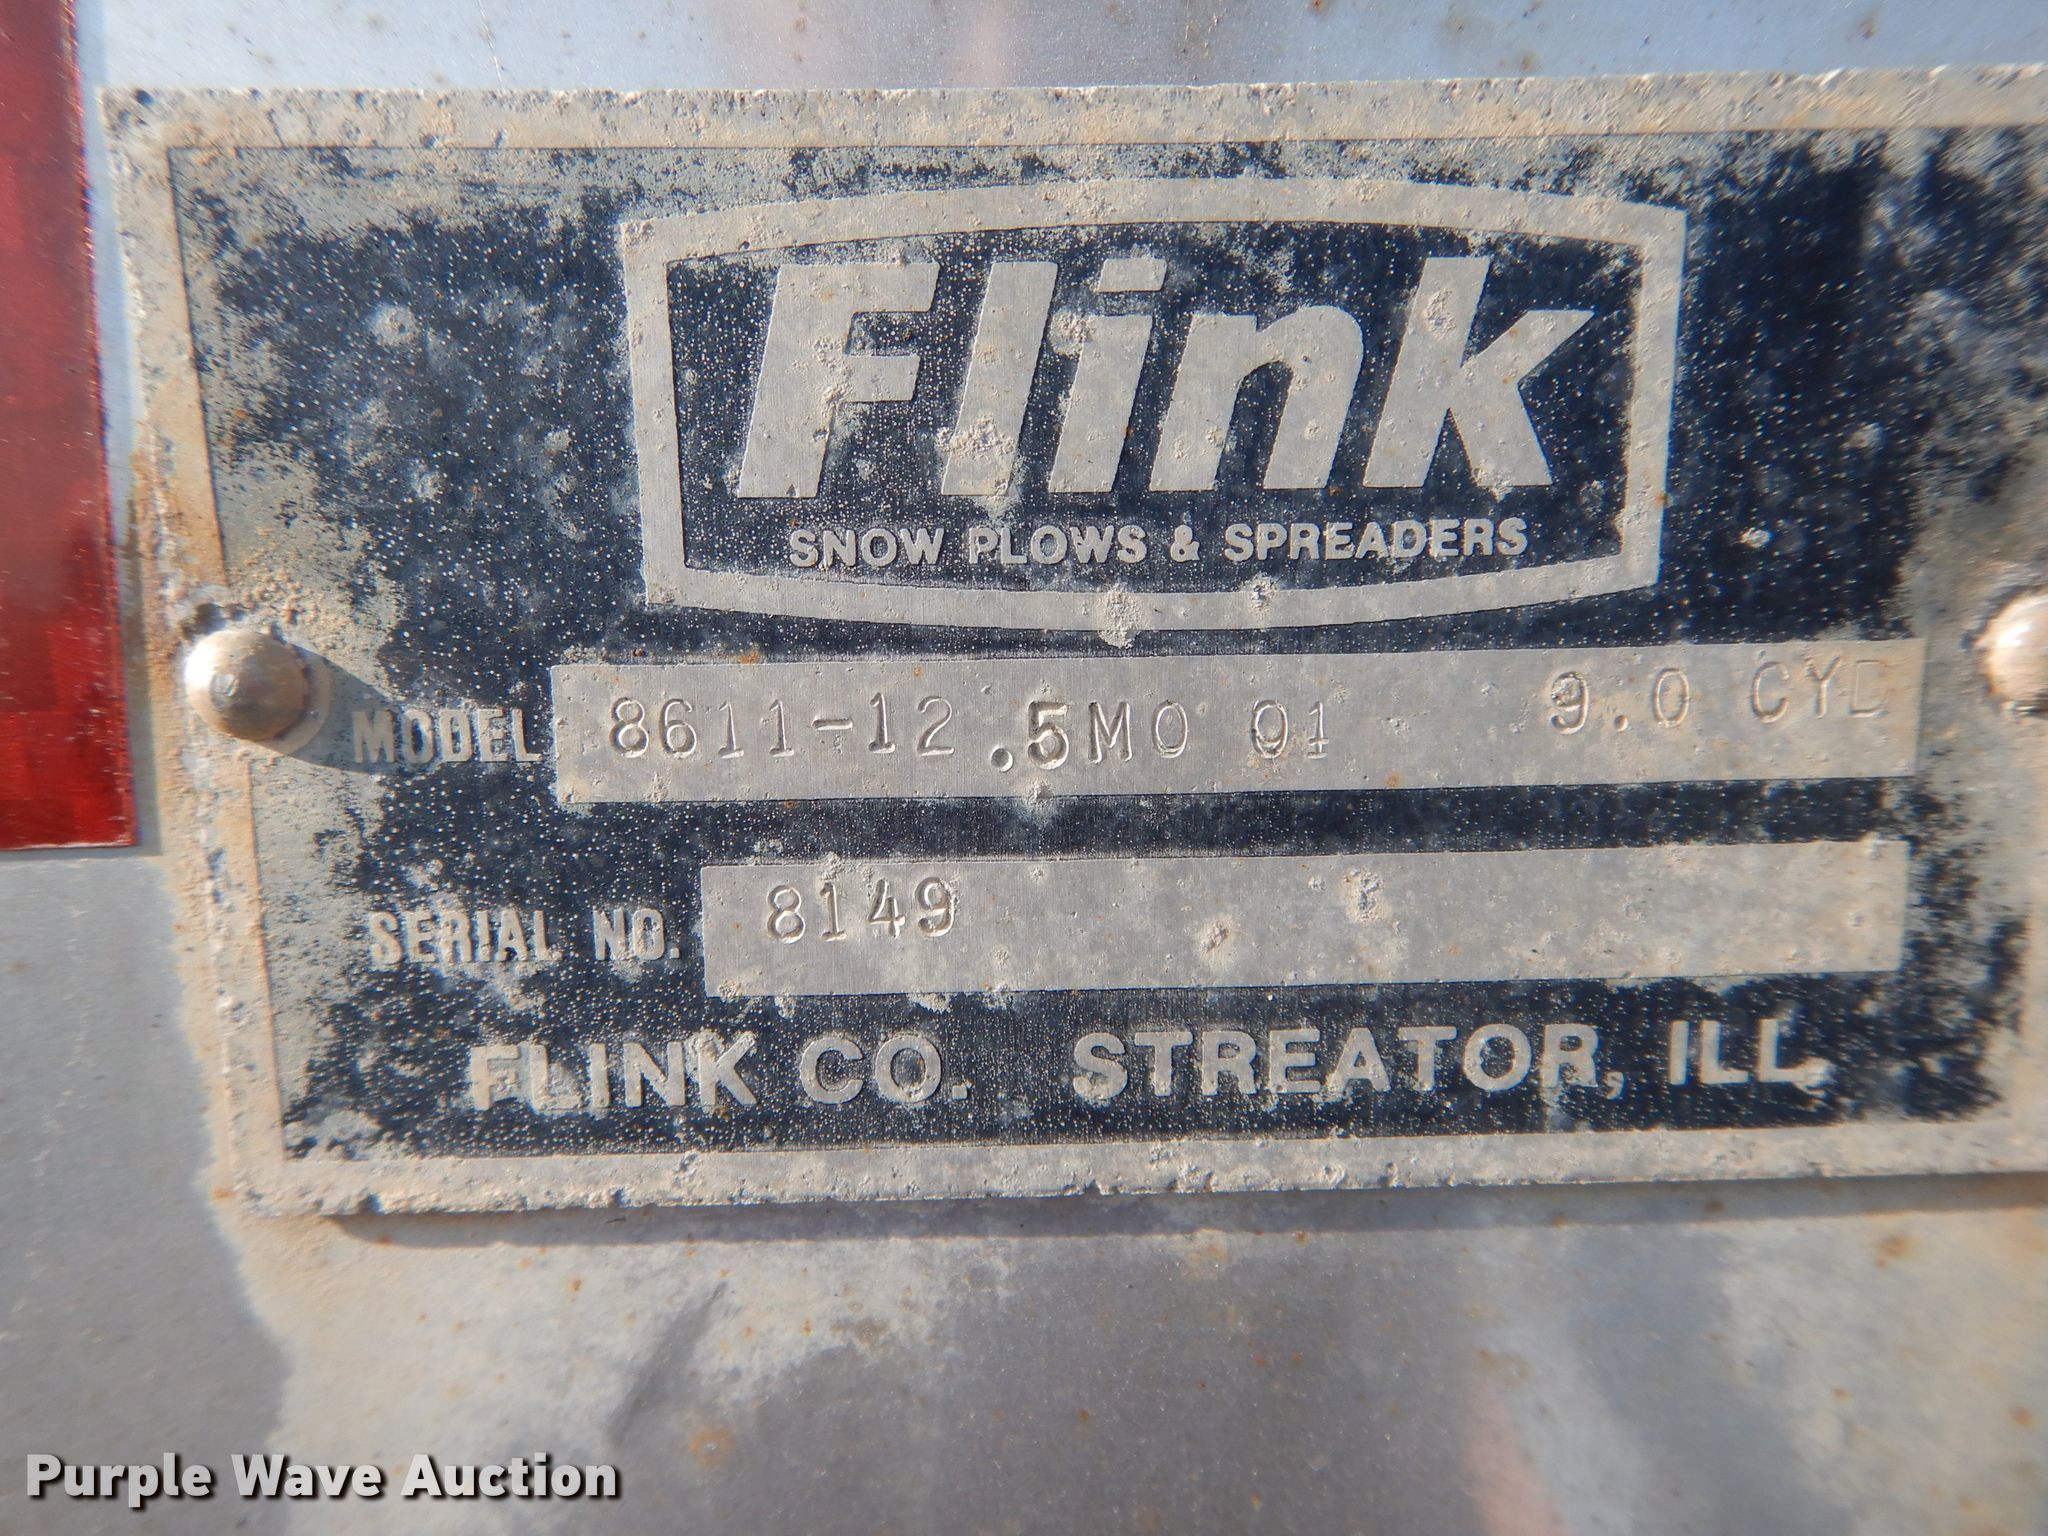 Flink
SNOW PLOWS & SPREADERS
MODEL 8611-12.5MO 01 9.0 CYD
SERIAL NO. 8149
FLINK CO. STREATOR, ILL.
Purple Wave Auction